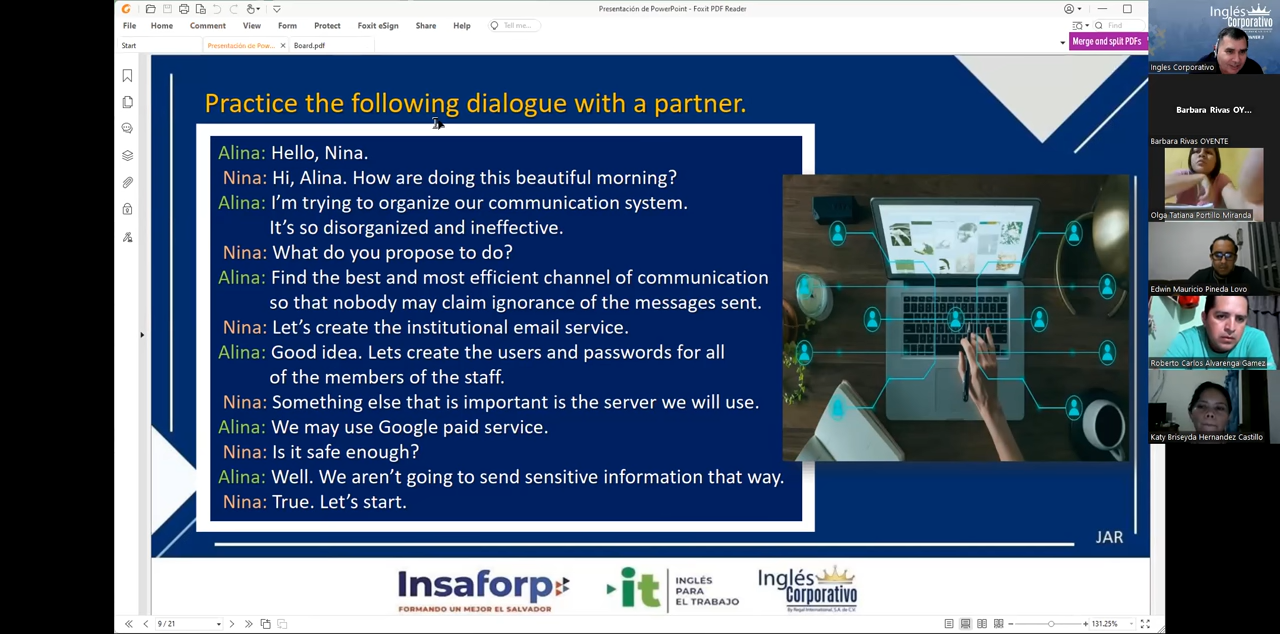 Presentación de PowerPoint - Foxit PDF Reader
File Home Comment View Form Protect Foxit eSign Share Help Tell me... Find
Start Presentación de Pow... Board.pdf Merge and split PDFs
Practice the following dialogue with a partner.
Alina: Hello, Nina.
Nina: Hi, Alina. How are doing this beautiful morning?
Alina: I'm trying to organize our communication system.
It's so disorganized and ineffective.
Nina: What do you propose to do?
Alina: Find the best and most efficient channel of communication
so that nobody may claim ignorance of the messages sent.
Nina: Let's create the institutional email service.
Alina: Good idea. Lets create the users and passwords for all
of the members of the staff.
Nina: Something else that is important is the server we will use.
Alina: We may use Google paid service.
Nina: Is it safe enough?
Alina: Well. We aren't going to send sensitive information that way.
Nina: True. Let's start.
JAR
Insaforp
FORMANDO UN MEJOR EL SALVADOR
it
INGLÉS
PARA
EL TRABAJO
Inglés
Corporativo
9 / 21
131.25%
Inglés
Corporativo
Ingles Corporativo
Barbara Rivas OY...
Barbara Rivas OYENTE
Olga Tatiana Portillo Miranda
Edwin Mauricio Pineda Lovo
Roberto Carlos Alvarenga Gamez
Katy Briseyda Hernandez Castillo